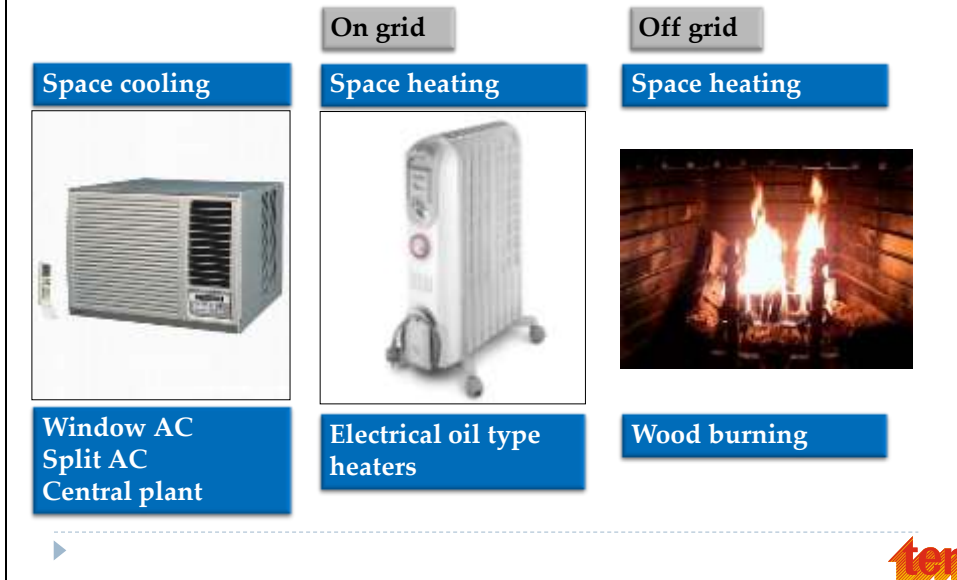 On grid
Off grid
Space cooling
Space heating
Space heating
Window AC
Split AC
Central plant
Electrical oil type
heaters
Wood burning